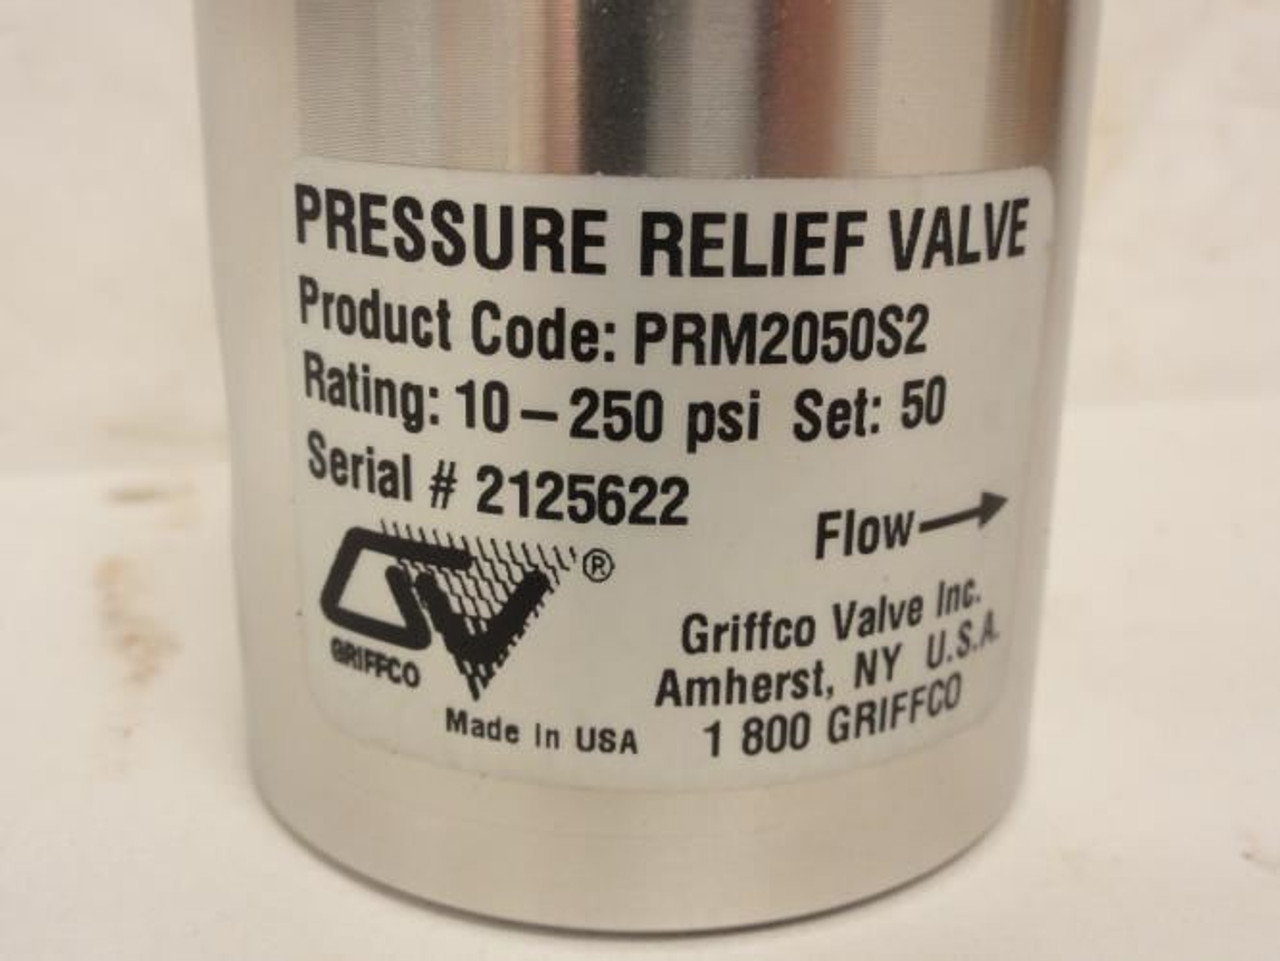 PRESSURE RELIEF VALVE
Product Code: PRM2050S2
Rating: 10–250 psi Set: 50
Serial # 2125622
Flow
GV ®
GRIFFCO
Made in USA
Griffco Valve Inc.
Amherst, NY U.S.A.
1 800 GRIFFCO